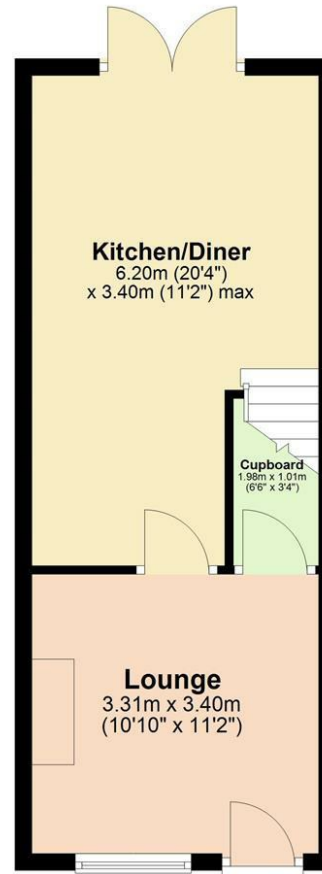 Kitchen/Diner
6.20m (20'4")
x 3.40m (11'2") max
Cupboard
1.98m x 1.01m
(6'6" x 3'4")
Lounge
3.31m x 3.40m
(10'10" x 11'2")